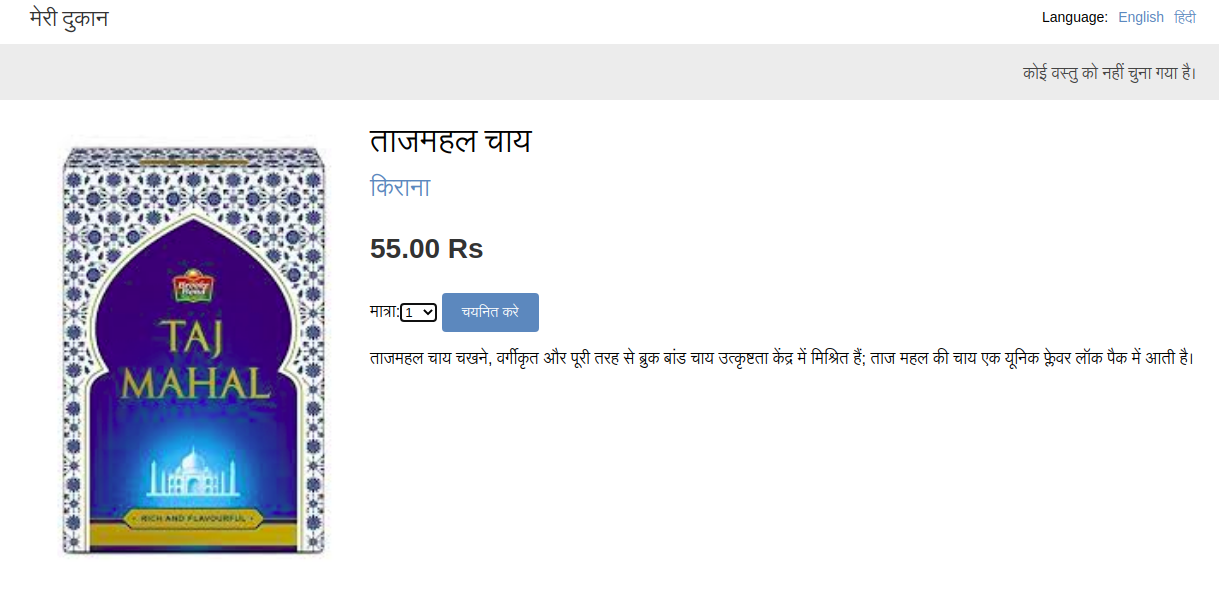 मेरी दुकान
Language: English हिंदी
कोई वस्तु को नहीं चुना गया है।
ताजमहल चाय
किराना
55.00 Rs
मात्रा: 1 चयनित करे
ताजमहल चाय चखने, वर्गीकृत और पूरी तरह से ब्रुक बांड चाय उत्कृष्टता केंद्र में मिश्रित हैं; ताज महल की चाय एक यूनिक फ्लेवर लॉक पैक में आती है।
Brooke
Bond
TAJ
MAHAL
RICH AND FLAVOURFUL